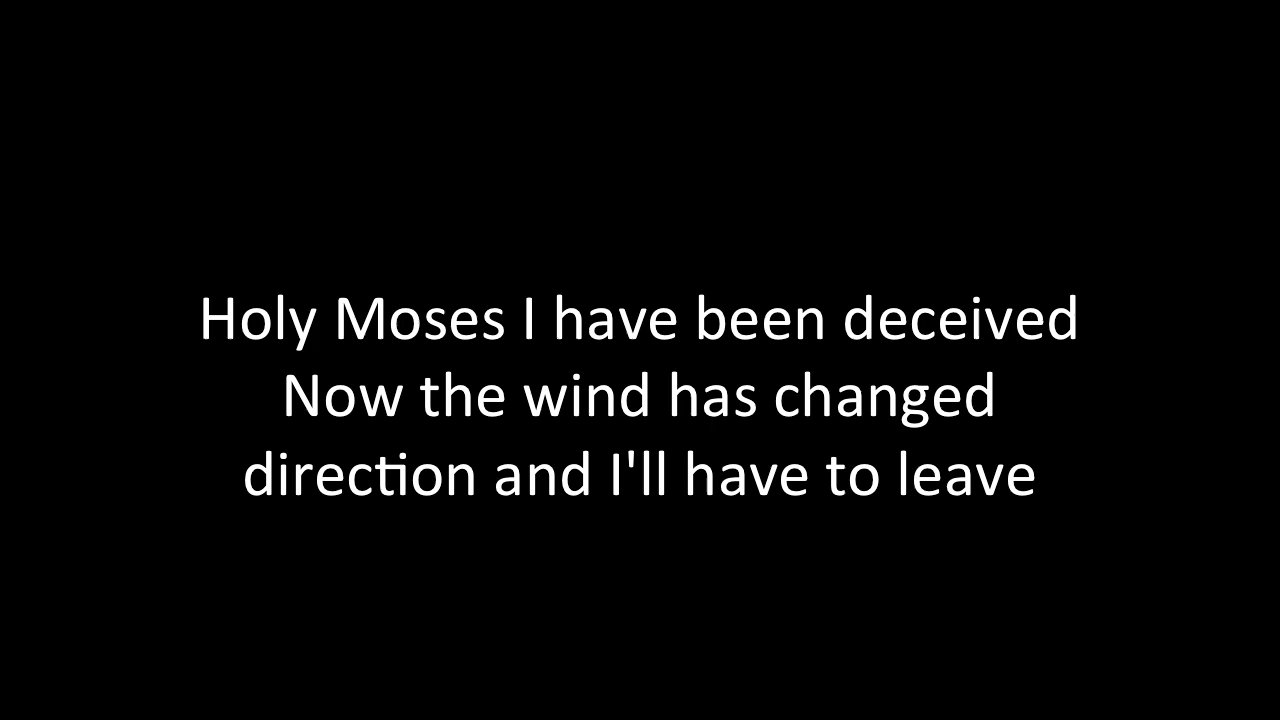 Holy Moses I have been deceived
Now the wind has changed
direction and I'll have to leave